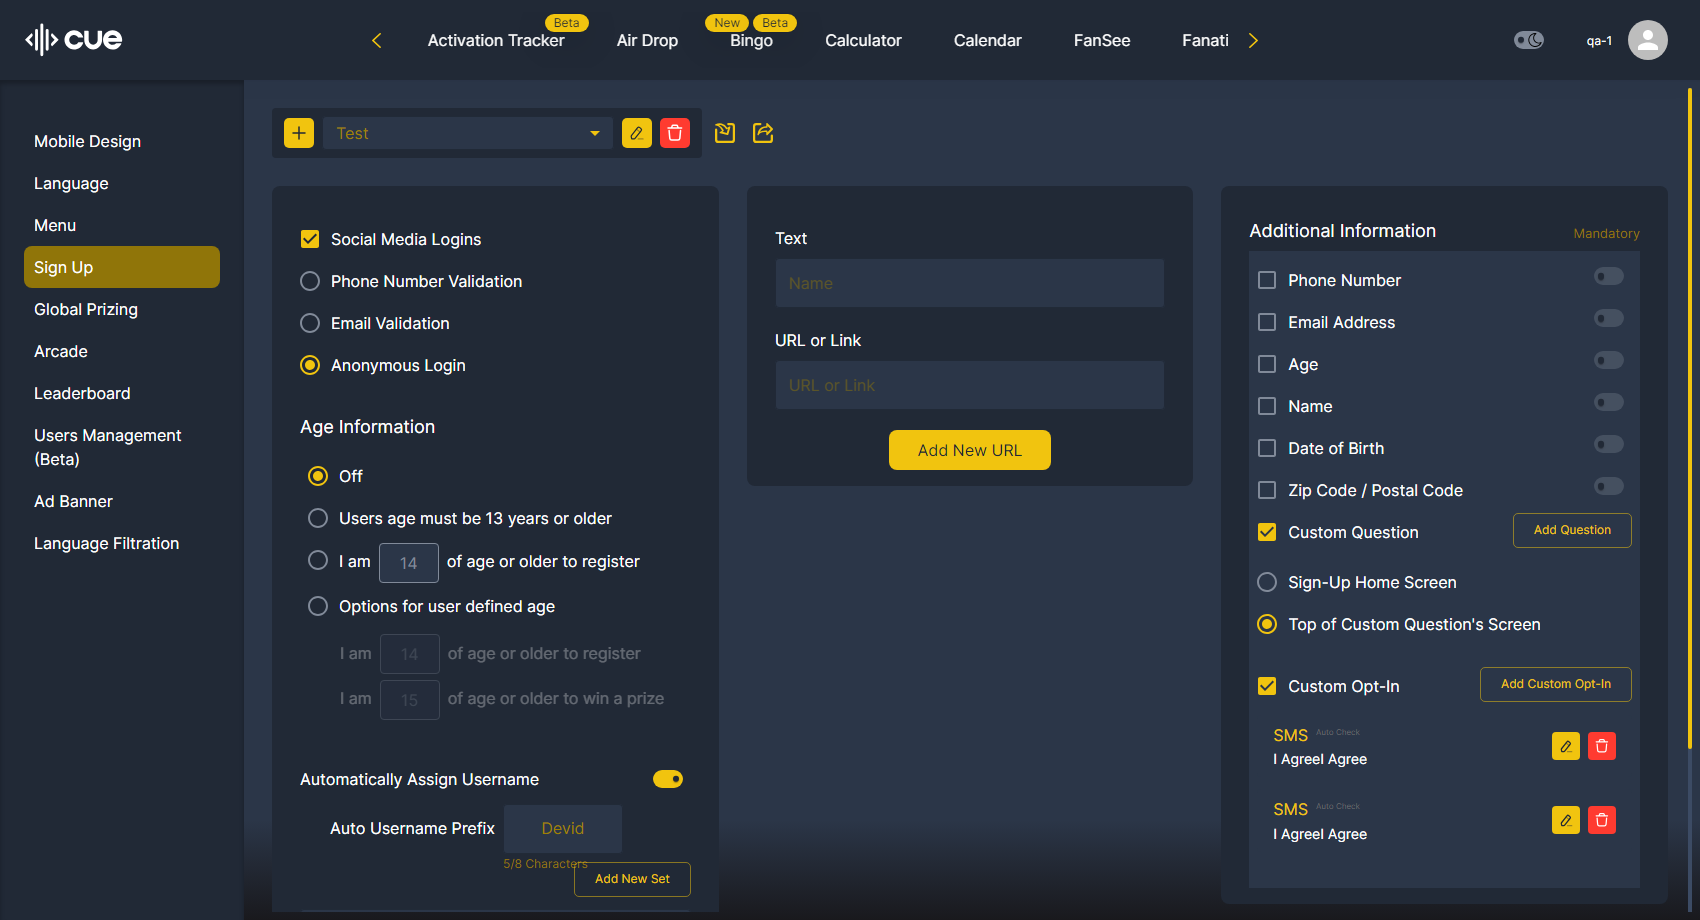 cue
Activation Tracker
Beta
Air Drop
New
Beta
Bingo
Calculator
Calendar
FanSee
Fanati
qa-1
Mobile Design
Language
Menu
Sign Up
Global Prizing
Arcade
Leaderboard
Users Management
(Beta)
Ad Banner
Language Filtration
Test
Social Media Logins
Phone Number Validation
Email Validation
Anonymous Login
Age Information
Off
Users age must be 13 years or older
I am 14 of age or older to register
Options for user defined age
I am 14 of age or older to register
I am 15 of age or older to win a prize
Automatically Assign Username
Auto Username Prefix Devid
5/8 Characters
Add New Set
Text
Name
URL or Link
URL or Link
Add New URL
Additional Information
Mandatory
Phone Number
Email Address
Age
Name
Date of Birth
Zip Code / Postal Code
Custom Question
Add Question
Sign-Up Home Screen
Top of Custom Question's Screen
Custom Opt-In
Add Custom Opt-In
SMS Auto Check
I AgreeI Agree
SMS Auto Check
I AgreeI Agree